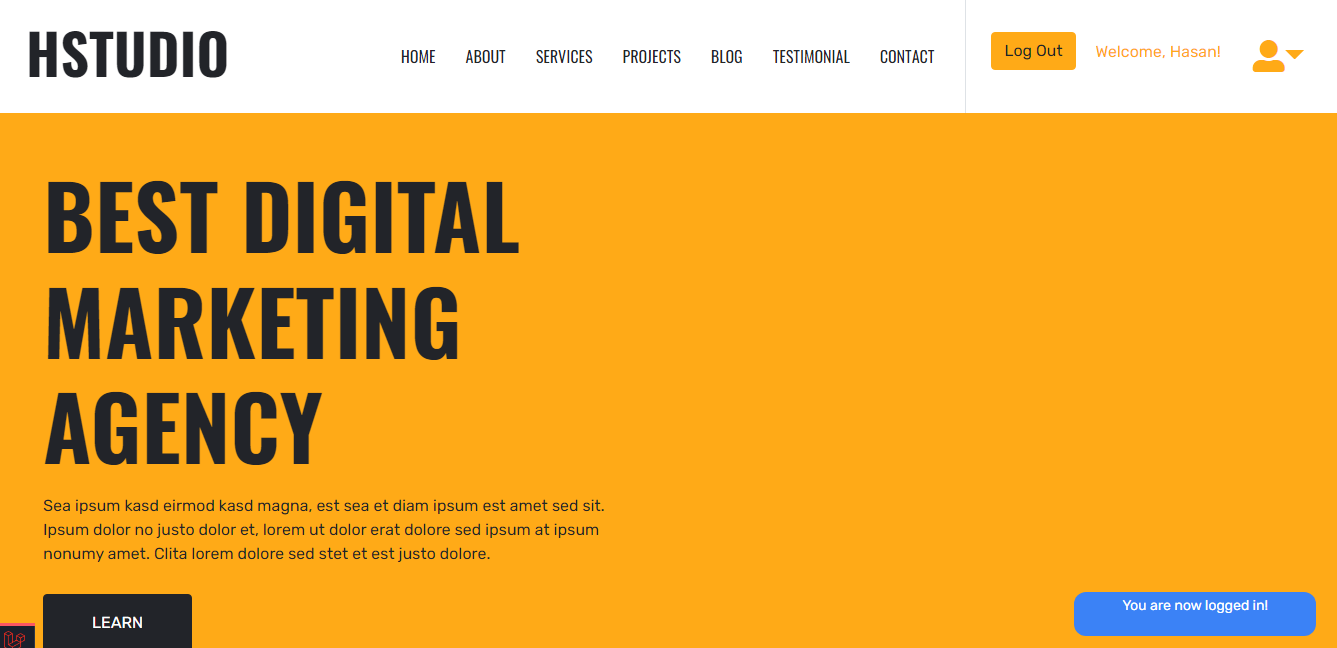 HSTUDIO
HOME ABOUT SERVICES PROJECTS BLOG TESTIMONIAL CONTACT
Log Out
Welcome, Hasan!
BEST DIGITAL
MARKETING
AGENCY
Sea ipsum kasd eirmod kasd magna, est sea et diam ipsum est amet sed sit.
Ipsum dolor no justo dolor et, lorem ut dolor erat dolore sed ipsum at ipsum
nonumy amet. Clita lorem dolore sed stet et est justo dolore.
LEARN
You are now logged in!